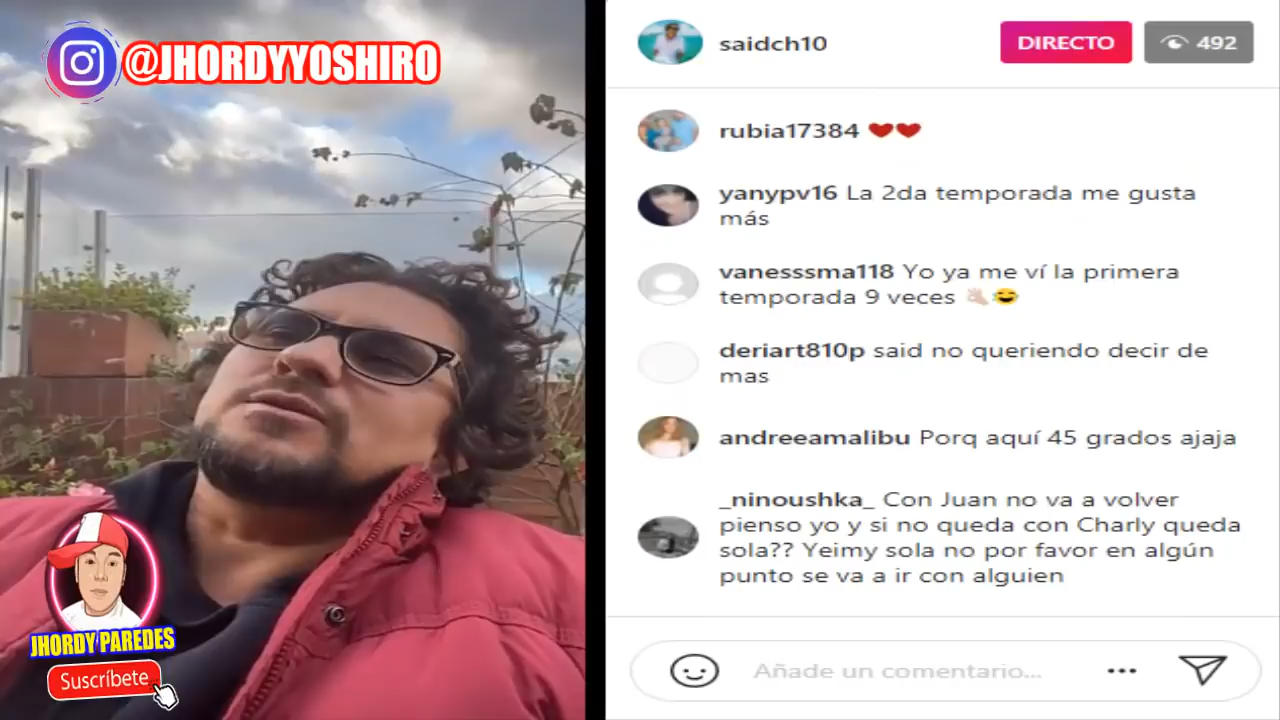 @JHORDYYOSHIRO
JHORDY PAREDES
Suscríbete
saidch10
DIRECTO
492
rubia17384
yanypv16 La 2da temporada me gusta
más
vanesssma118 Yo ya me ví la primera
temporada 9 veces
deriart810p said no queriendo decir de
mas
andreeamalibu Porq aquí 45 grados ajaja
_ninoushka_ Con Juan no va a volver
pienso yo y si no queda con Charly queda
sola?? Yeimy sola no por favor en algún
punto se va a ir con alguien
Añade un comentario...